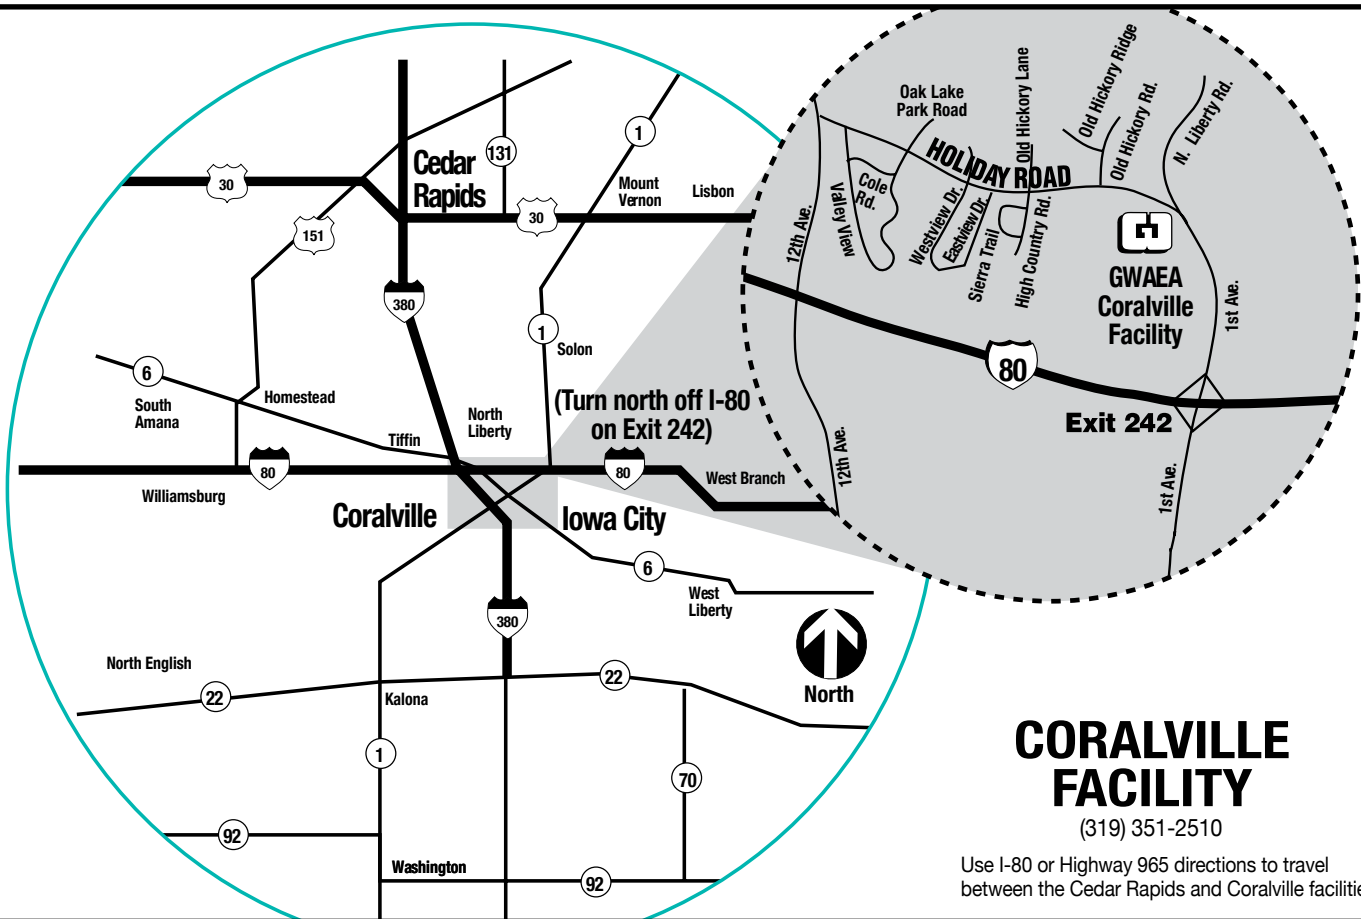 Cedar
Rapids
131
1
30
Mount
Vernon
Lisbon
30
151
380
1
Solon
6
South
Amana
Homestead
Tiffin
North
Liberty
(Turn north off I-80
on Exit 242)
80
80
West Branch
Williamsburg
Coralville
Iowa City
6
West
Liberty
380
North English
22
22
Kalona
1
70
92
Washington
92
North
Oak Lake
Park Road
Old Hickory Lane
Old Hickory Ridge
Old Hickory Rd.
N. Liberty Rd.
HOLIDAY ROAD
Cole
Rd.
Valley View
12th Ave.
Westview Dr.
Eastview Dr.
Sierra Trail
High Country Rd.
GWAEA
Coralville
Facility
1st Ave.
80
Exit 242
12th Ave.
1st Ave.
CORALVILLE
FACILITY
(319) 351-2510
Use I-80 or Highway 965 directions to travel
between the Cedar Rapids and Coralville facilitie